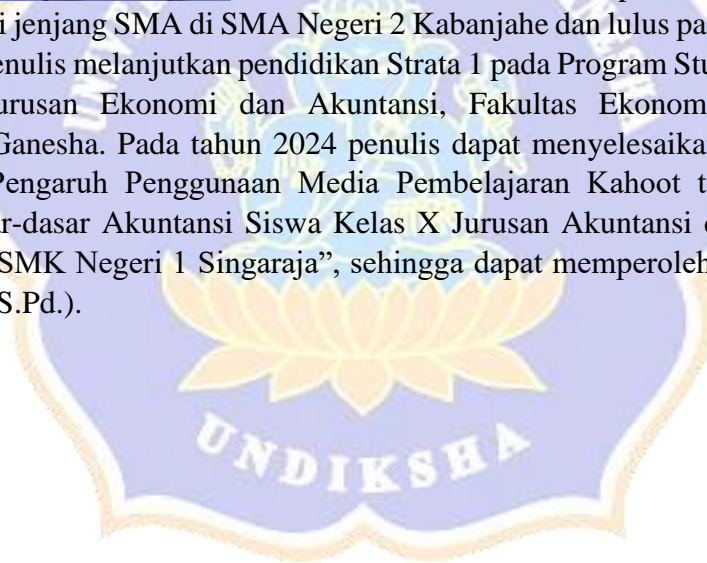 i jenjang SMA di SMA Negeri 2 Kabanjahe dan lulus pa
enulis melanjutkan pendidikan Strata 1 pada Program Stu
urusan Ekonomi dan Akuntansi, Fakultas Ekonom
Ganesha. Pada tahun 2024 penulis dapat menyelesaikan
Pengaruh Penggunaan Media Pembelajaran Kahoot t
ar-dasar Akuntansi Siswa Kelas X Jurusan Akuntansi d
SMK Negeri 1 Singaraja”, sehingga dapat memperoleh
S.Pd.).
UNDIKSHA